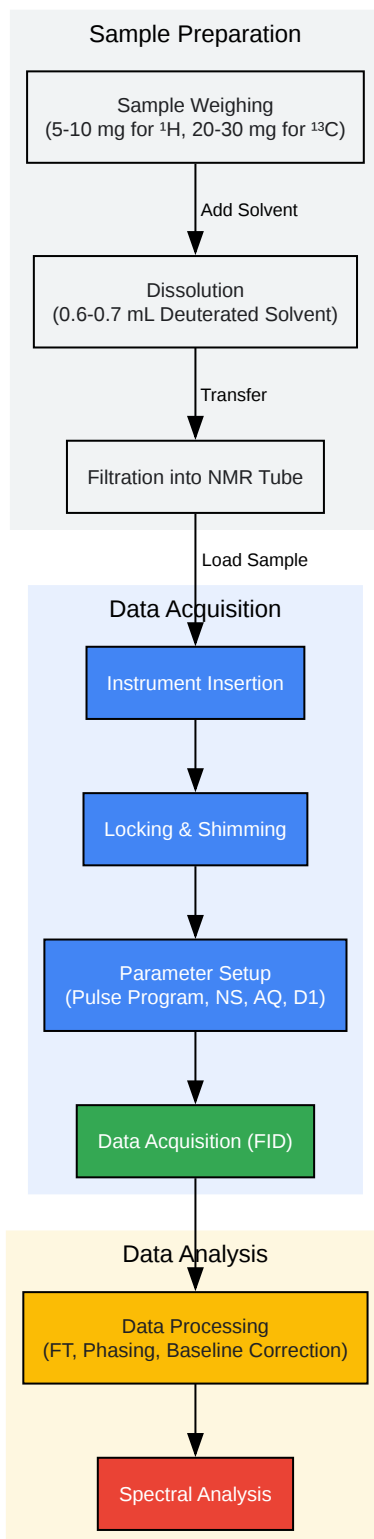 Sample Preparation
Sample Weighing
(5-10 mg for ¹H, 20-30 mg for ¹³C)
Add Solvent
Dissolution
(0.6-0.7 mL Deuterated Solvent)
Transfer
Filtration into NMR Tube
Load Sample
Data Acquisition
Instrument Insertion
Locking & Shimming
Parameter Setup
(Pulse Program, NS, AQ, D1)
Data Acquisition (FID)
Data Analysis
Data Processing
(FT, Phasing, Baseline Correction)
Spectral Analysis